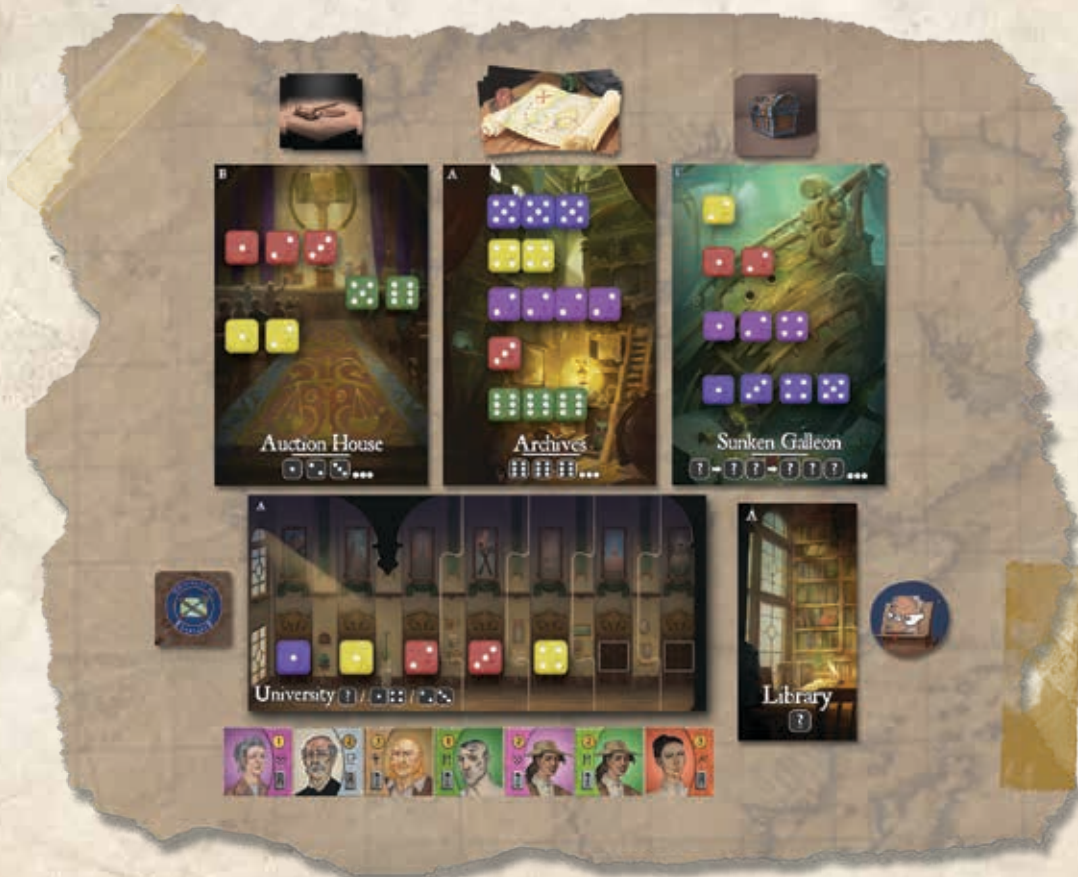 B
A
Auction House
Archives
Sunken Galleon
? ? ? ? ? ?
A
University ?
A
Library
?